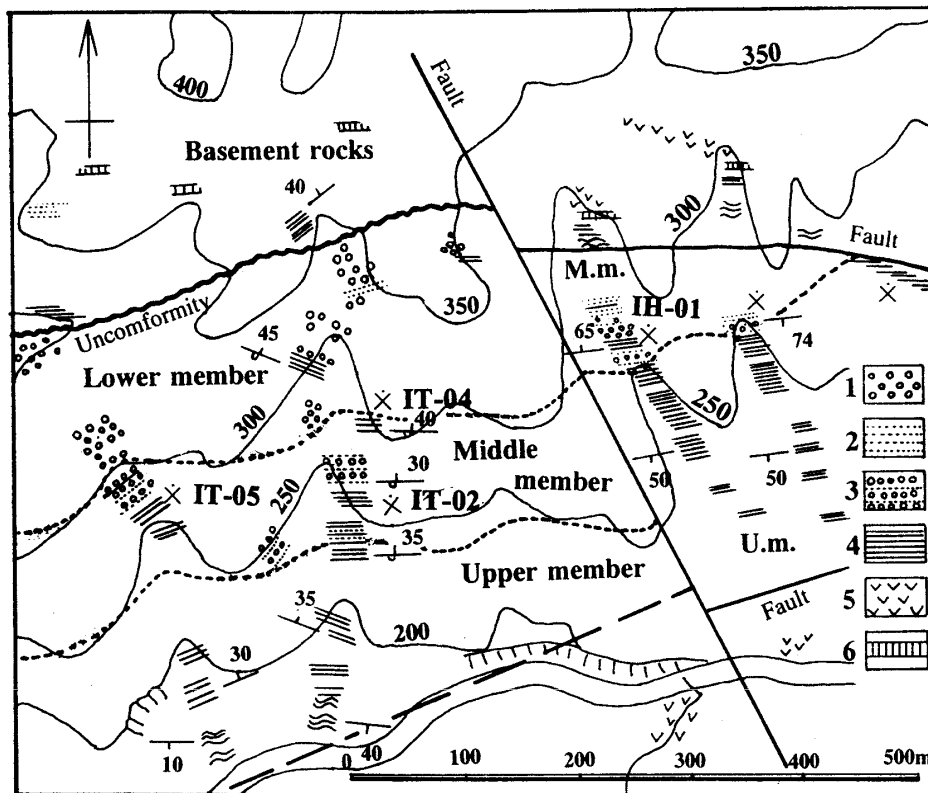 350
400
Fault
Basement rocks
40
300
Fault
M.m.
350
Uncomformity
IH-01
45
65
74
Lower member
1
IT-04
300
40
250
Middle
2
30
50
50
member
IT-05
250
IT-02
3
35
U.m.
4
Upper member
35
Fault
5
200
30
6
10
40
0
100
200
300
400
500m